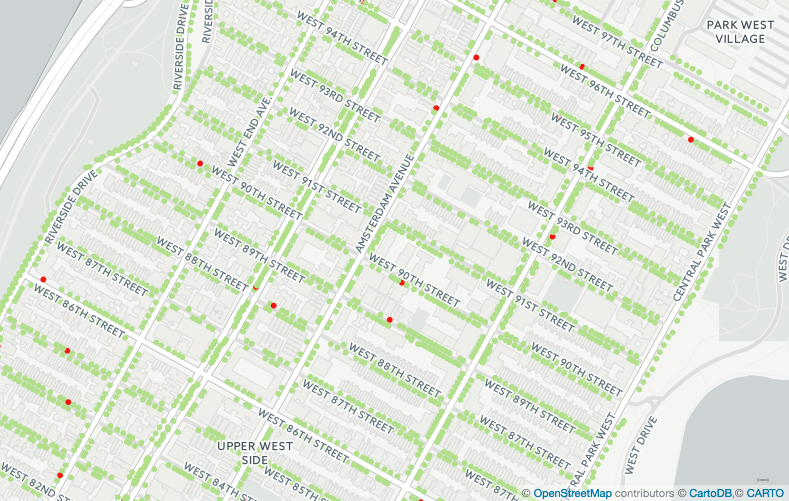 RIVERSIDE DRIVE
RIVERSIDE
WEST 94TH STREET
WEST 97TH STREET
COLUMBUS
PARK WEST
VILLAGE
WEST 93RD STREET
WEST 96TH STREET
WEST END AVE.
WEST 92ND STREET
WEST 95TH STREET
RIVERSIDE DRIVE
WEST 91ST STREET
WEST 94TH STREET
WEST 90TH STREET
AMSTERDAM AVENUE
WEST 93RD STREET
CENTRAL PARK WEST
WEST 87TH STREET
WEST 88TH STREET
WEST 89TH STREET
WEST 90TH STREET
WEST 92ND STREET
WEST DR
WEST 86TH STREET
WEST 91ST STREET
WEST 88TH STREET
WEST 90TH STREET
WEST 87TH STREET
WEST 89TH STREET
WEST 86TH STREET
WEST 87TH STREET
UPPER WEST
SIDE
RAL PARK WEST
WEST DRIVE
WEST 82ND STREET
WEST 84TH STREET
WEST 85TH STREET
© OpenStreetMap contributors © CartoDB,© CARTO